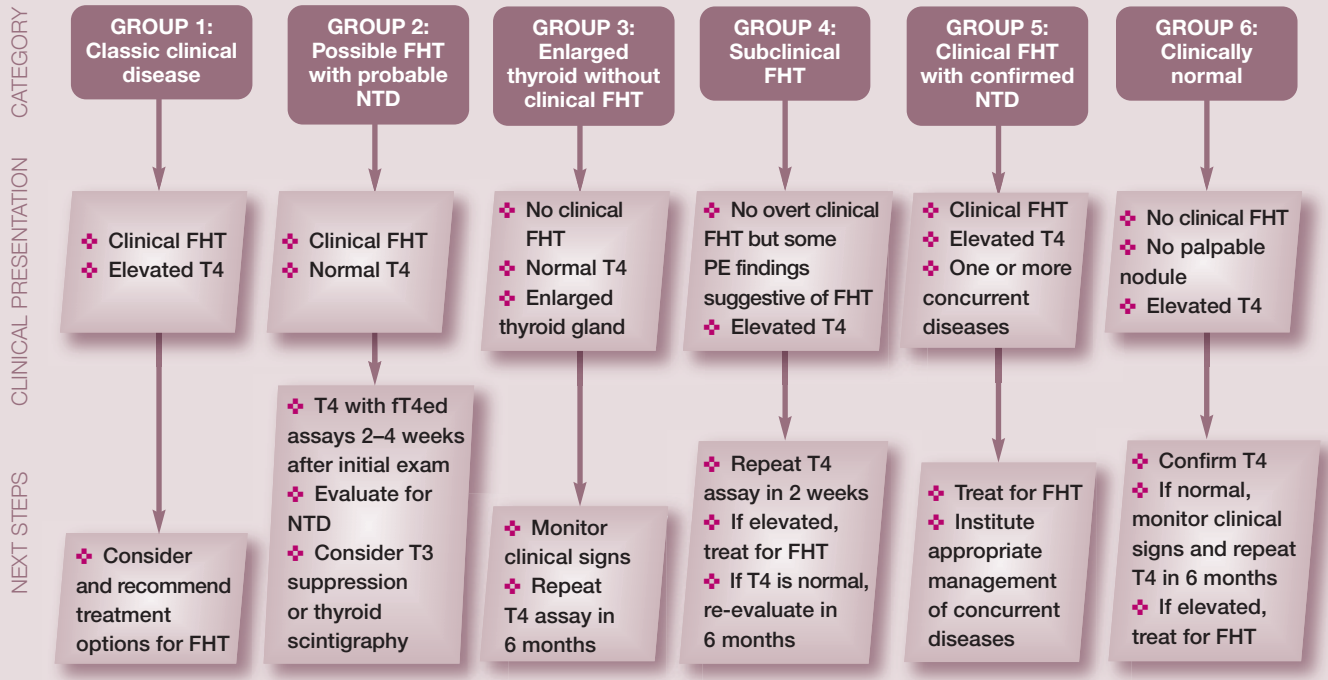 CATEGORY
GROUP 1:
Classic clinical
disease
GROUP 2:
Possible FHT
with probable
NTD
GROUP 3:
Enlarged
thyroid without
clinical FHT
GROUP 4:
Subclinical
FHT
GROUP 5:
Clinical FHT
with confirmed
NTD
GROUP 6:
Clinically
normal
CLINICAL PRESENTATION
Clinical FHT
Elevated T4
Clinical FHT
Normal T4
No clinical
FHT
Normal T4
Enlarged
thyroid gland
No overt clinical
FHT but some
PE findings
suggestive of FHT
Elevated T4
Clinical FHT
Elevated T4
One or more
concurrent
diseases
No clinical FHT
No palpable
nodule
Elevated T4
NEXT STEPS
Consider
and recommend
treatment
options for FHT
T4 with fT4ed
assays 2–4 weeks
after initial exam
Evaluate for
NTD
Consider T3
suppression
or thyroid
scintigraphy
Monitor
clinical signs
Repeat
T4 assay in
6 months
Repeat T4
assay in 2 weeks
If elevated,
treat for FHT
If T4 is normal,
re-evaluate in
6 months
Treat for FHT
Institute
appropriate
management
of concurrent
diseases
Confirm T4
If normal,
monitor clinical
signs and repeat
T4 in 6 months
If elevated,
treat for FHT